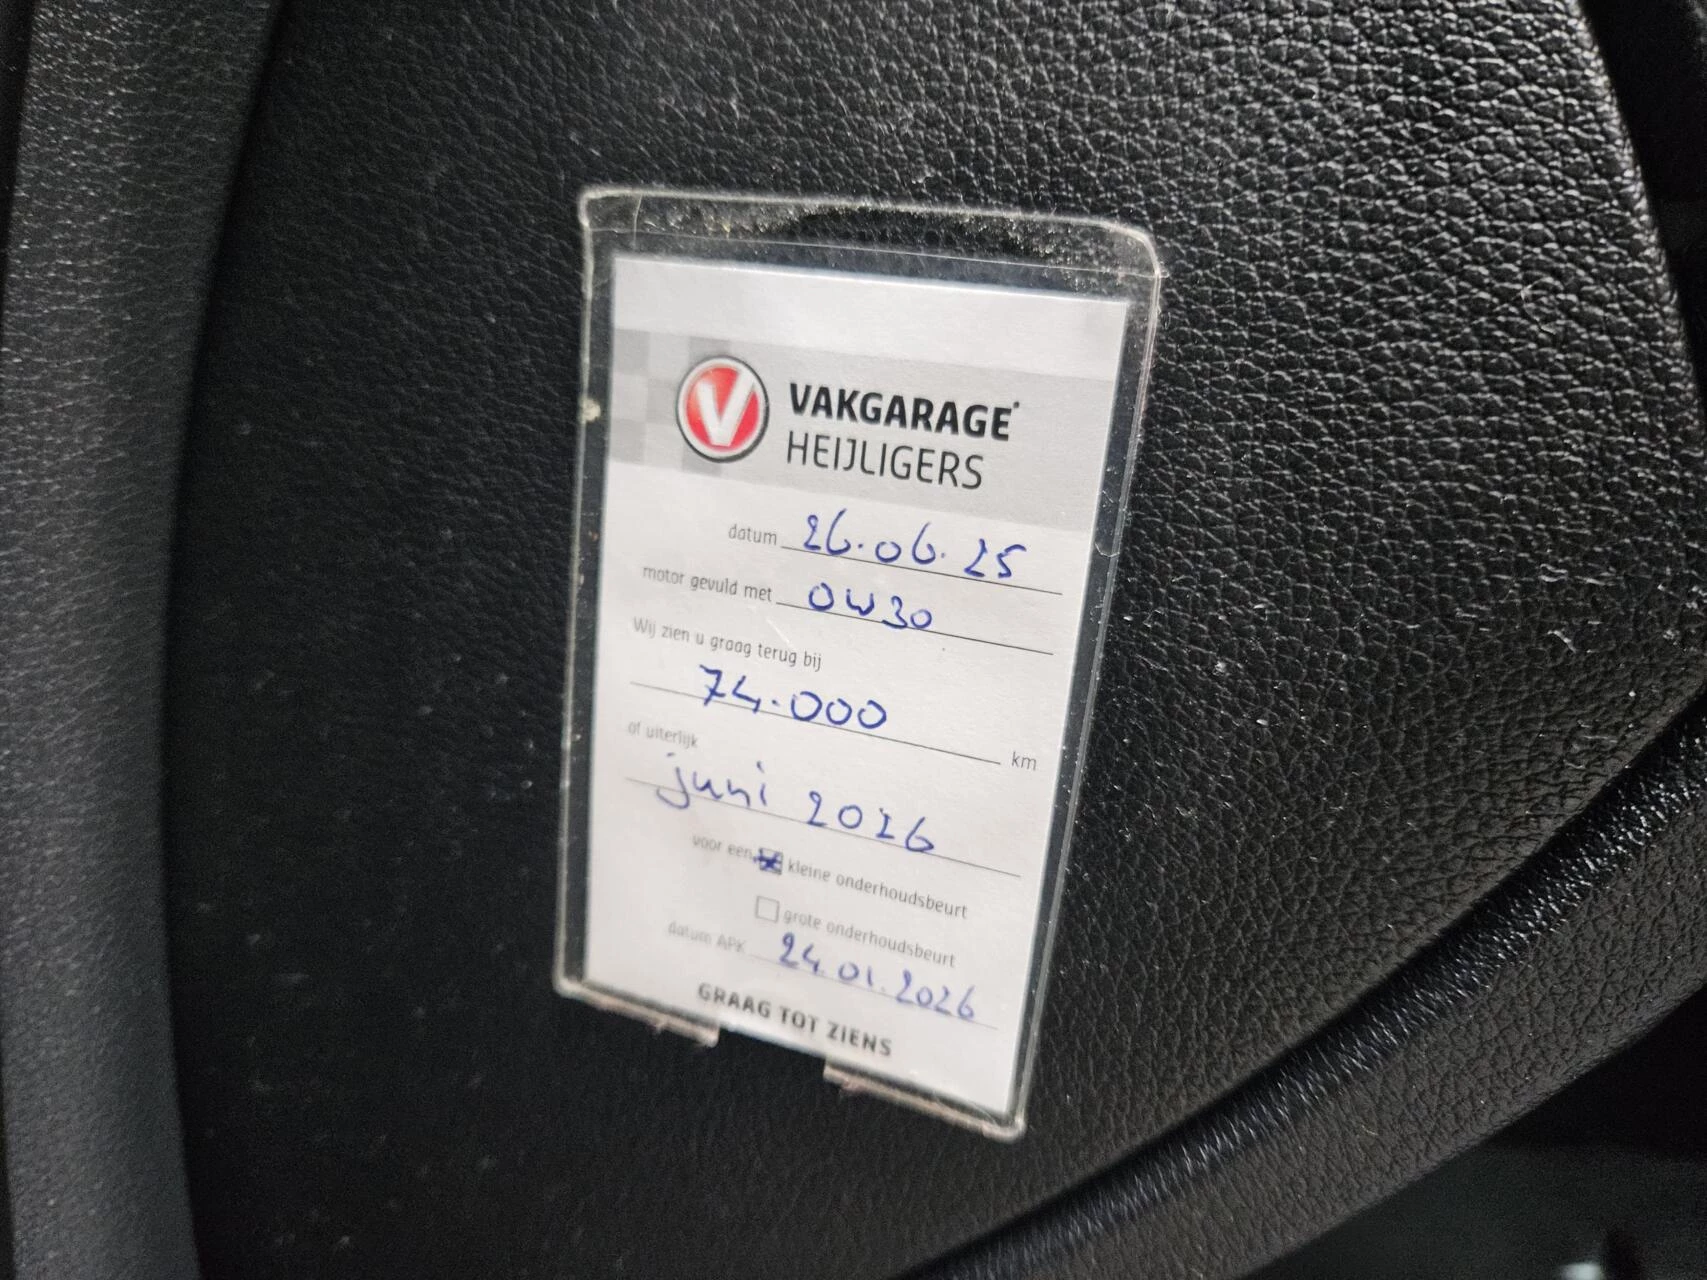 V VAKGARAGE
HEIJLIGERS
datum 26.06.25
motor gevuld met 0W30
Wij zien u graag terug bij
74.000 km
of uiterlijk
juni 2026
voor een kleine onderhoudsbeurt
grote onderhoudsbeurt
datum APK 24.01.2026
GRAAG TOT ZIENS